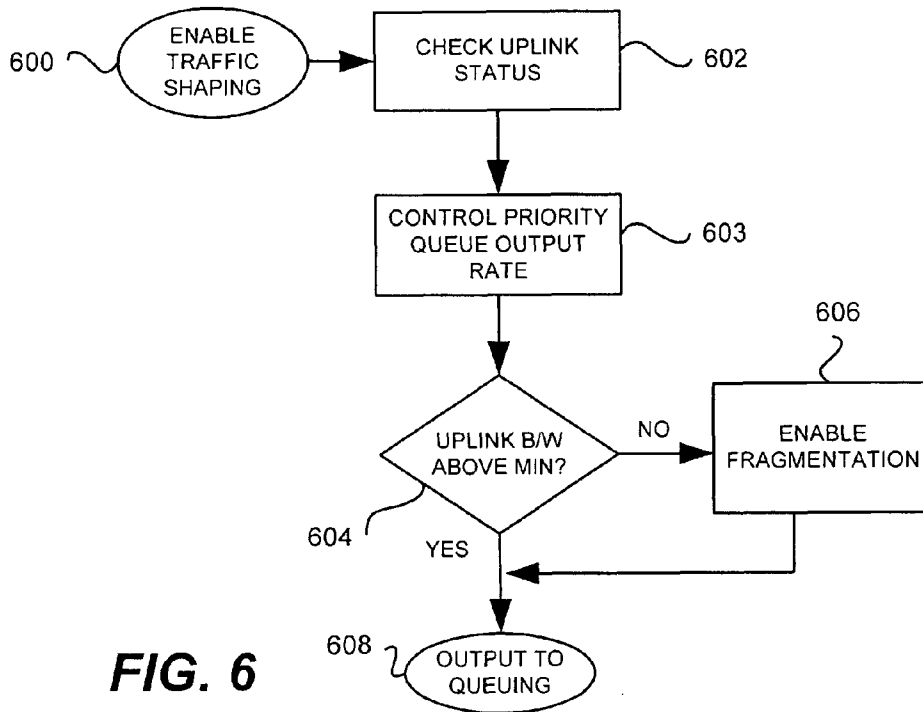 600
ENABLE
TRAFFIC
SHAPING
CHECK UPLINK
STATUS
602
CONTROL PRIORITY
QUEUE OUTPUT
RATE
603
606
UPLINK B/W
ABOVE MIN?
NO
ENABLE
FRAGMENTATION
604
YES
608
OUTPUT TO
QUEUING
FIG. 6